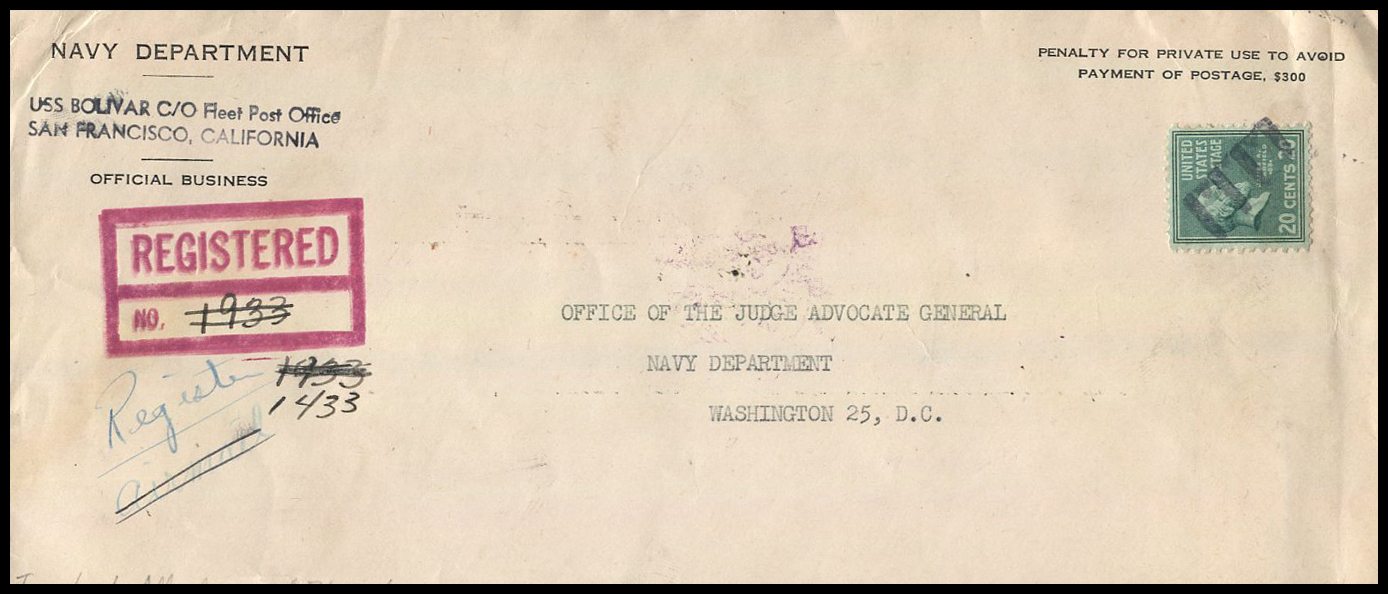 NAVY DEPARTMENT
USS BOLIVAR C/O Fleet Post Office
SAN FRANCISCO, CALIFORNIA
OFFICIAL BUSINESS
PENALTY FOR PRIVATE USE TO AVOID
PAYMENT OF POSTAGE, $300
UNITED
STATES
POSTAGE
20 CENTS 20
REGISTERED
NO. 1933
Register 1933
1433
airmail
OFFICE OF THE JUDGE ADVOCATE GENERAL
NAVY DEPARTMENT
WASHINGTON 25, D.C.